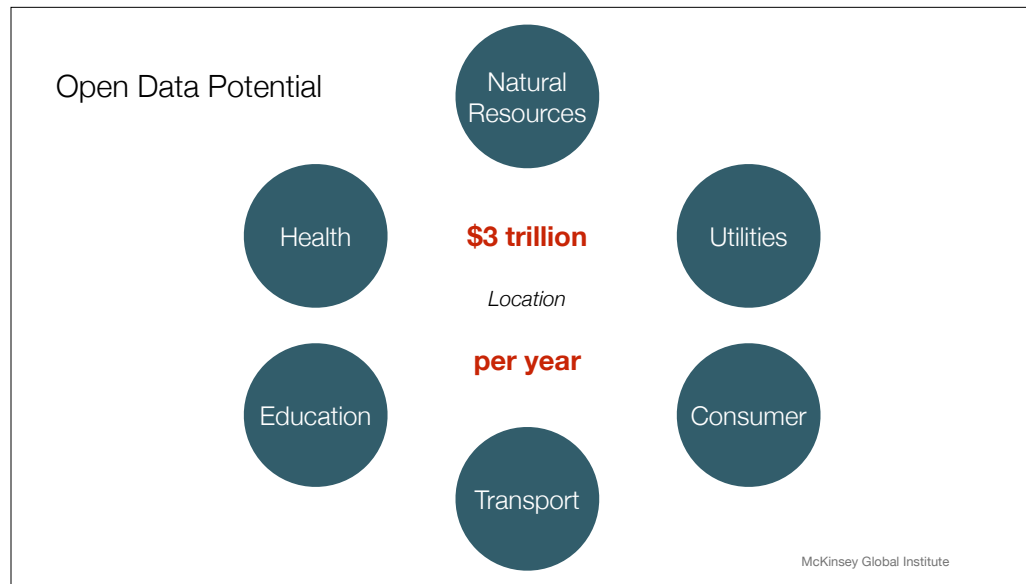 Open Data Potential
Natural
Resources
Health
$3 trillion
Utilities
Location
per year
Education
Consumer
Transport
McKinsey Global Institute